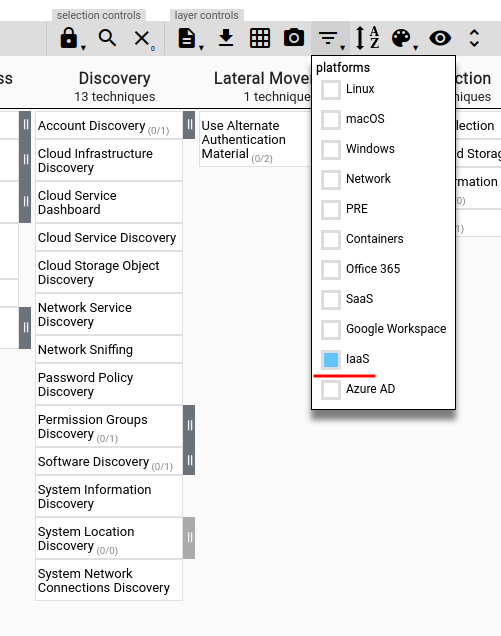 selection controls
layer controls
0
A
Z
ss
Discovery
13 techniques
Lateral Move
1 technique
ction
niques
Account Discovery (0/1)
Cloud Infrastructure
Discovery
Cloud Service
Dashboard
Cloud Service Discovery
Cloud Storage Object
Discovery
Network Service
Discovery
Network Sniffing
Password Policy
Discovery
Permission Groups
Discovery (0/1)
Software Discovery (0/1)
System Information
Discovery
System Location
Discovery (0/0)
System Network
Connections Discovery
Use Alternate
Authentication
Material (0/2)
platforms
Linux
macOS
Windows
Network
PRE
Containers
Office 365
SaaS
Google Workspace
IaaS
Azure AD
llection
d Storag
rmation
0)
1)